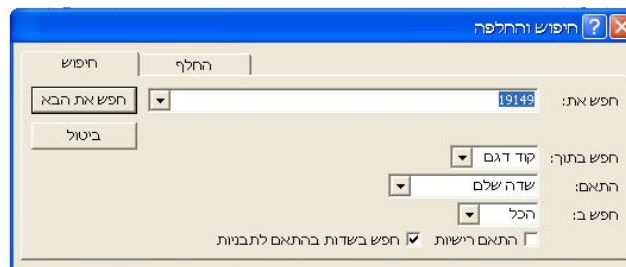 חיפוש והחלפה
חיפוש החלף
חפש את: 19149 חפש את הבא
ביטול
חפש בתוך: קוד דגם
התאם: שדה שלם
חפש ב: הכל
התאם רישיות חפש בשדות בהתאם לתבניות